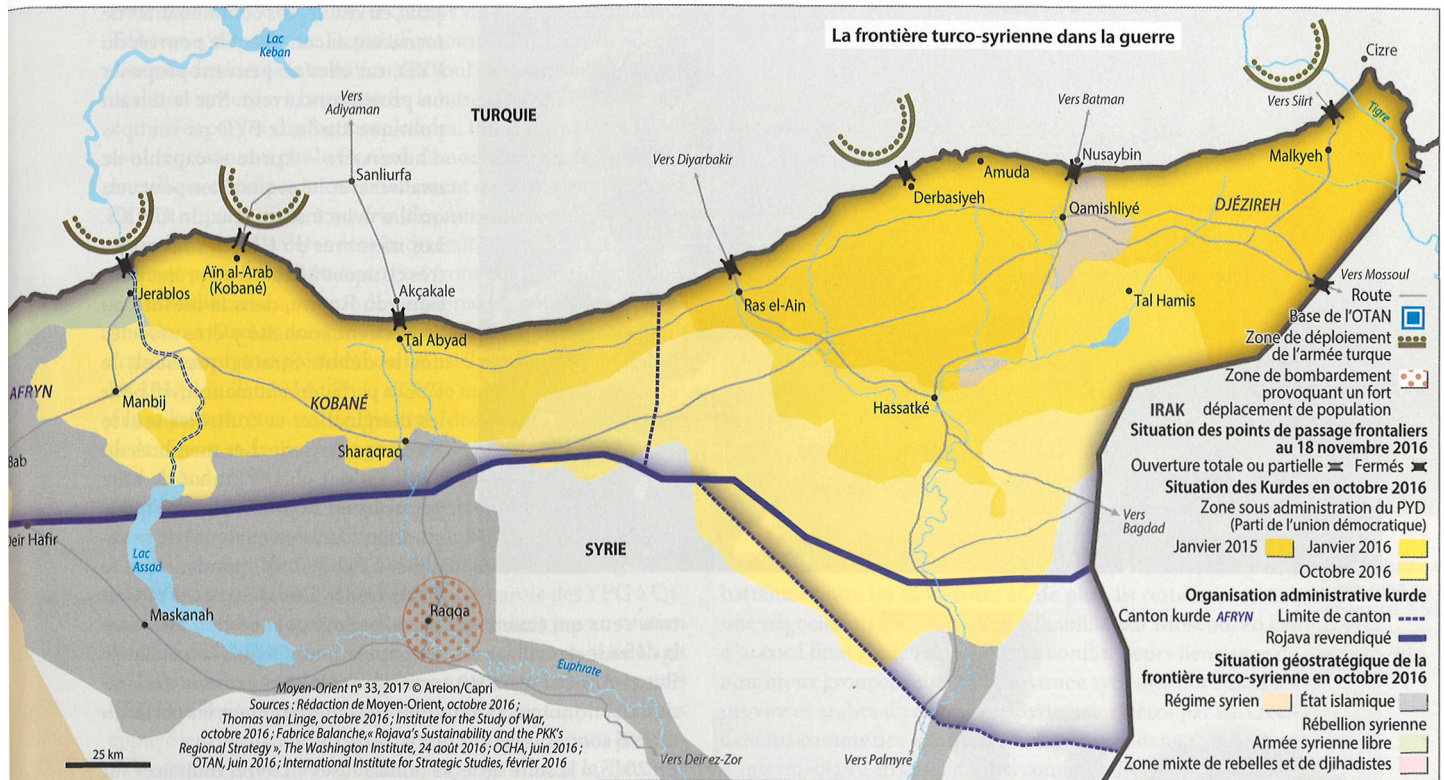 La frontière turco-syrienne dans la guerre
Lac
Keban
Vers
Adiyaman
TURQUIE
Sanliurfa
Vers Diyarbakir
Vers Batman
Vers Siirt
Cizre
Tigre
Nusaybin
Amuda
Derbasiyeh
Qamishliyé
Malkyeh
DJÉZIREH
Aïn al-Arab
(Kobané)
Jerablos
Akçakale
Tal Abyad
Ras el-Ain
Tal Hamis
Vers Mossoul
AFRYN
Manbij
KOBANÉ
Sharaqraq
Hassatké
Bab
Deir Hafir
Lac
Assad
SYRIE
Vers
Bagdad
Maskanah
Raqqa
Euphrate
Vers Deir ez-Zor
Vers Palmyre
IRAK
Route
Base de l'OTAN
Zone de déploiement
de l'armée turque
Zone de bombardement
provoquant un fort
déplacement de population
Situation des points de passage frontaliers
au 18 novembre 2016
Ouverture totale ou partielle Fermés
Situation des Kurdes en octobre 2016
Zone sous administration du PYD
(Parti de l'union démocratique)
Janvier 2015 Janvier 2016
Octobre 2016
Organisation administrative kurde
Canton kurde AFRYN Limite de canton
Rojava revendiqué
Situation géostratégique de la
frontière turco-syrienne en octobre 2016
Régime syrien État islamique
Rébellion syrienne
Armée syrienne libre
Zone mixte de rebelles et de djihadistes
Moyen-Orient n° 33, 2017 © Areion/Capri
Sources : Rédaction de Moyen-Orient, octobre 2016 ;
Thomas van Linge, octobre 2016 ; Institute for the Study of War,
octobre 2016 ; Fabrice Balanche, « Rojava's Sustainability and the PKK's
Regional Strategy », The Washington Institute, 24 août 2016 ; OCHA, juin 2016 ;
OTAN, juin 2016 ; International Institute for Strategic Studies, février 2016
25 km